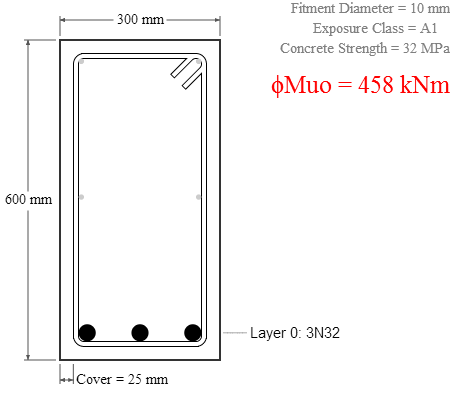 300 mm
Fitment Diameter = 10 mm
Exposure Class = A1
Concrete Strength = 32 MPa
ϕMuo = 458 kNm
600 mm
Layer 0: 3N32
Cover = 25 mm